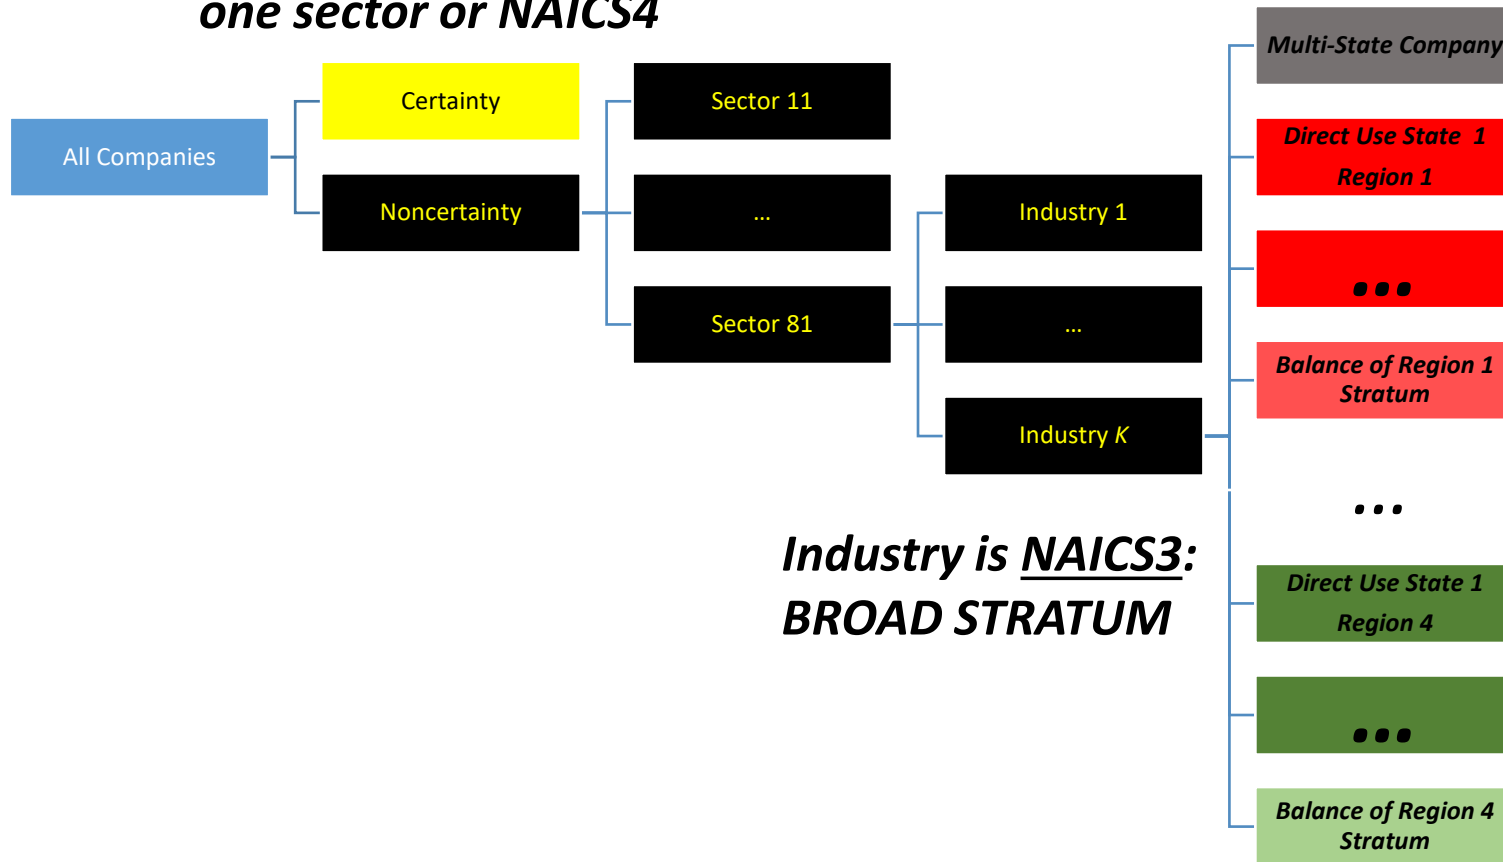 one sector or NAICS4
All Companies
Certainty
Noncertainty
Sector 11
...
Sector 81
Industry 1
...
Industry K
Industry is NAICS3:
BROAD STRATUM
Multi-State Company
Direct Use State 1
Region 1
...
Balance of Region 1
Stratum
...
Direct Use State 1
Region 4
...
Balance of Region 4
Stratum